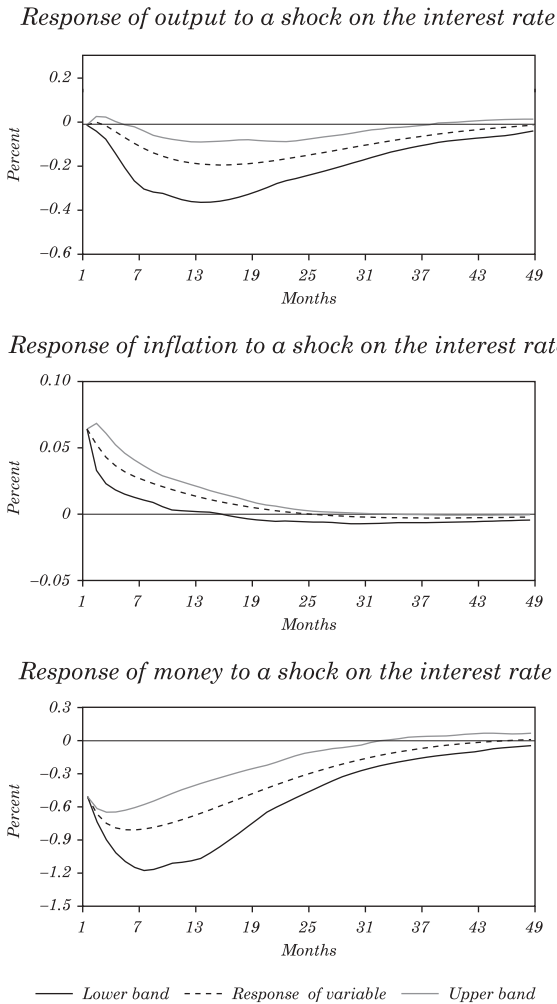 Response of output to a shock on the interest rate
0.2
0
−0.2
−0.4
−0.6
Percent
1 7 13 19 25 31 37 43 49
Months
Response of inflation to a shock on the interest rat
0.10
0.05
0
−0.05
Percent
1 7 13 19 25 31 37 43 49
Months
Response of money to a shock on the interest rate
0.3
0
−0.3
−0.6
−0.9
−1.2
−1.5
Percent
1 7 13 19 25 31 37 43 49
Months
Lower band Response of variable Upper band